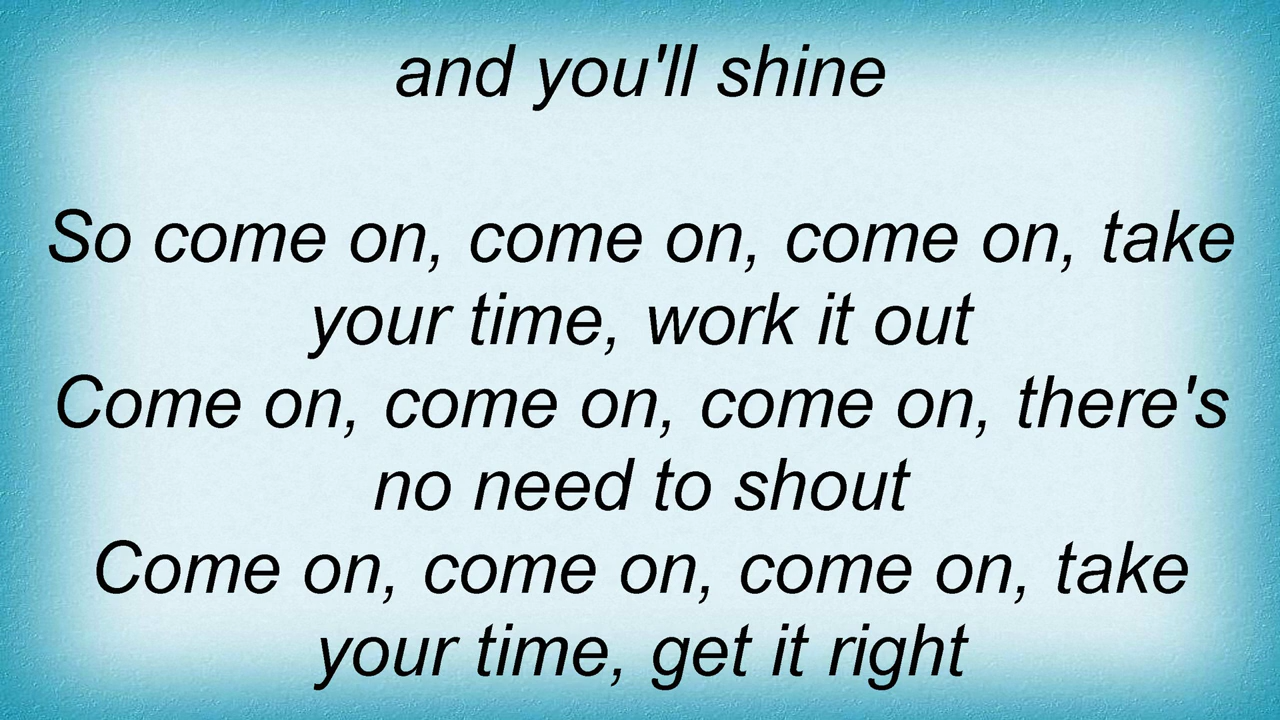 and you'll shine
So come on, come on, come on, take
your time, work it out
Come on, come on, come on, there's
no need to shout
Come on, come on, come on, take
your time, get it right